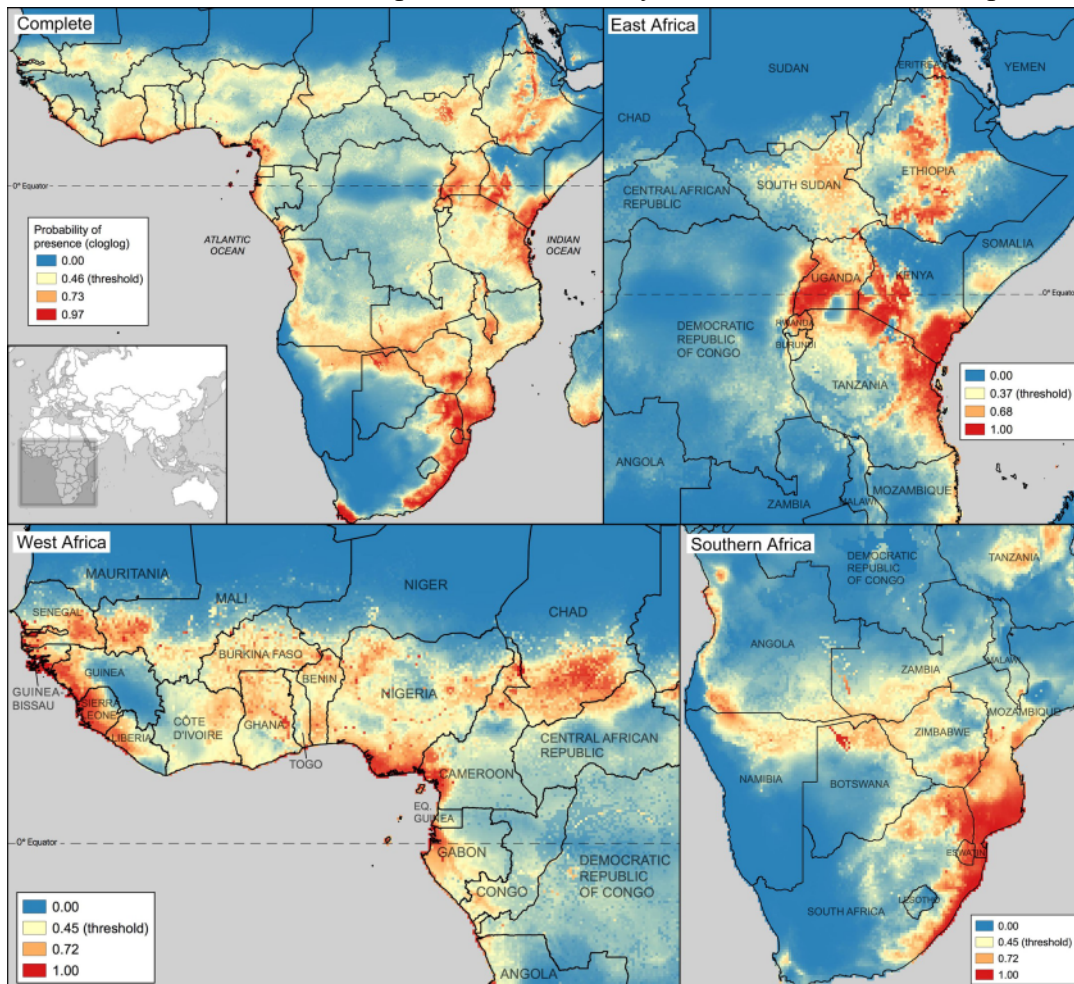 Complete
0° Equator
ATLANTIC
OCEAN
INDIAN
OCEAN
Probability of
presence (cloglog)
0.00
0.46 (threshold)
0.73
0.97
East Africa
SUDAN
ERITREA
YEMEN
CHAD
CENTRAL AFRICAN
REPUBLIC
SOUTH SUDAN
ETHIOPIA
SOMALIA
UGANDA
KENYA
0° Equator
DEMOCRATIC
REPUBLIC
OF CONGO
RWANDA
BURUNDI
TANZANIA
ANGOLA
ZAMBIA
MALAWI
MOZAMBIQUE
0.00
0.37 (threshold)
0.68
1.00
West Africa
MAURITANIA
MALI
NIGER
CHAD
SENEGAL
BURKINA FASO
GUINEA
BENIN
NIGERIA
GUINEA-
BISSAU
SIERRA
LEONE
CÔTE
D'IVOIRE
GHANA
LIBERIA
TOGO
CENTRAL AFRICAN
REPUBLIC
CAMEROON
EQ.
GUINEA
0° Equator
GABON
CONGO
DEMOCRATIC
REPUBLIC
OF CONGO
ANGOLA
0.00
0.45 (threshold)
0.72
1.00
Southern Africa
DEMOCRATIC
REPUBLIC
OF CONGO
TANZANIA
ANGOLA
ZAMBIA
MALAWI
MOZAMBIQUE
ZIMBABWE
NAMIBIA
BOTSWANA
ESWATINI
LESOTHO
SOUTH AFRICA
0.00
0.45 (threshold)
0.72
1.00